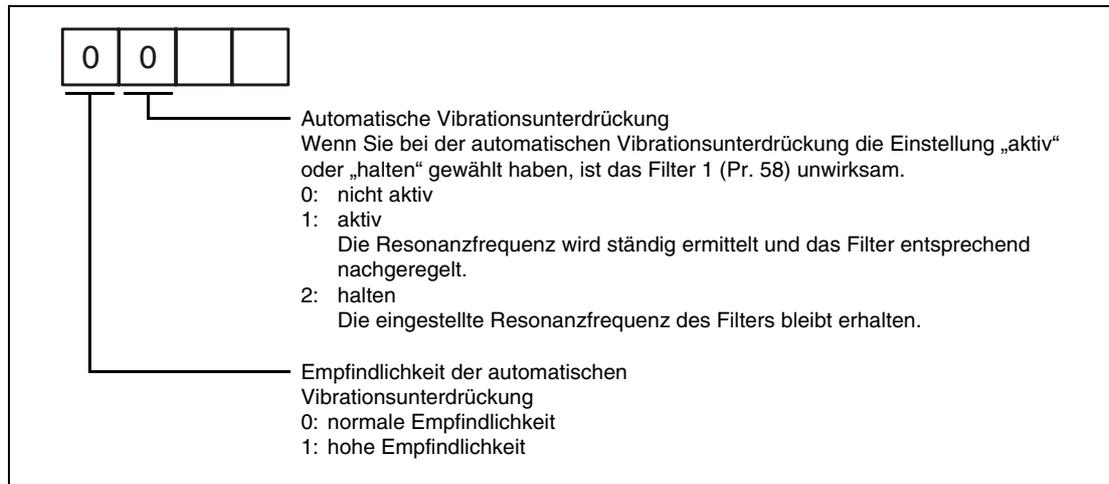 0 0
Automatische Vibrationsunterdrückung
Wenn Sie bei der automatischen Vibrationsunterdrückung die Einstellung „aktiv“
oder „halten“ gewählt haben, ist das Filter 1 (Pr. 58) unwirksam.
0: nicht aktiv
1: aktiv
Die Resonanzfrequenz wird ständig ermittelt und das Filter entsprechend
nachgeregelt.
2: halten
Die eingestellte Resonanzfrequenz des Filters bleibt erhalten.
Empfindlichkeit der automatischen
Vibrationsunterdrückung
0: normale Empfindlichkeit
1: hohe Empfindlichkeit